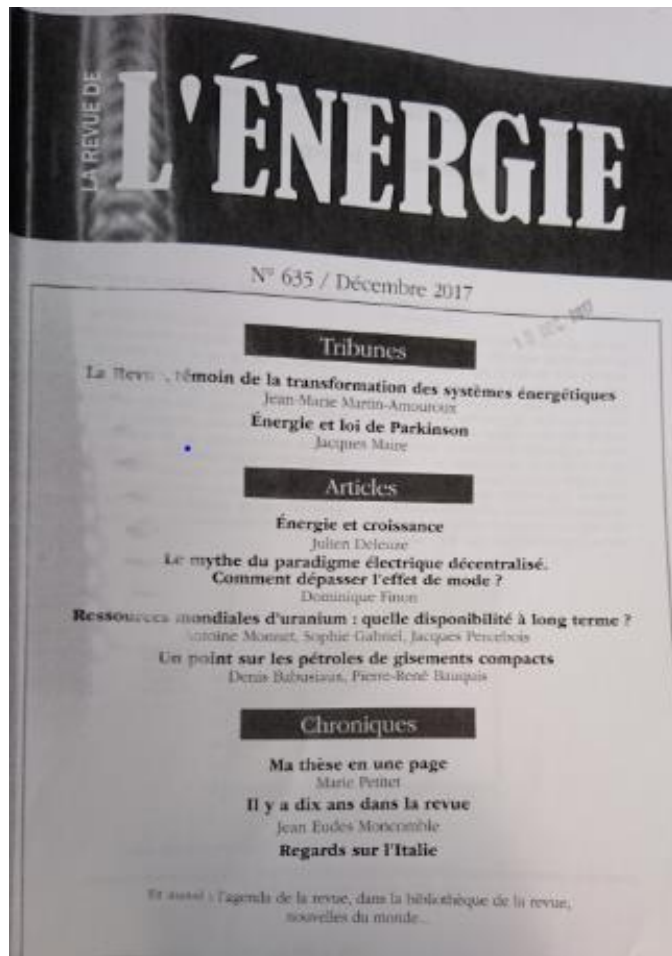 LA REVUE DE
L'ÉNERGIE
N° 635 / Décembre 2017
Tribunes
La Revue, témoin de la transformation des systèmes énergétiques
Jean-Marie Martin-Amouroux
Énergie et loi de Parkinson
Jacques Maire
Articles
Énergie et croissance
Julien Deleuze
Le mythe du paradigme électrique décentralisé.
Comment dépasser l'effet de mode ?
Dominique Finon
Ressources mondiales d'uranium : quelle disponibilité à long terme ?
Antoine Monnet, Sophie Gabriel, Jacques Percebois
Un point sur les pétroles de gisements compacts
Denis Babusiaux, Pierre-René Bauquis
Chroniques
Ma thèse en une page
Marie Petitet
Il y a dix ans dans la revue
Jean Eudes Moncomble
Regards sur l'Italie
Et aussi : l'agenda de la revue, dans la bibliothèque de la revue,
nouvelles du monde...